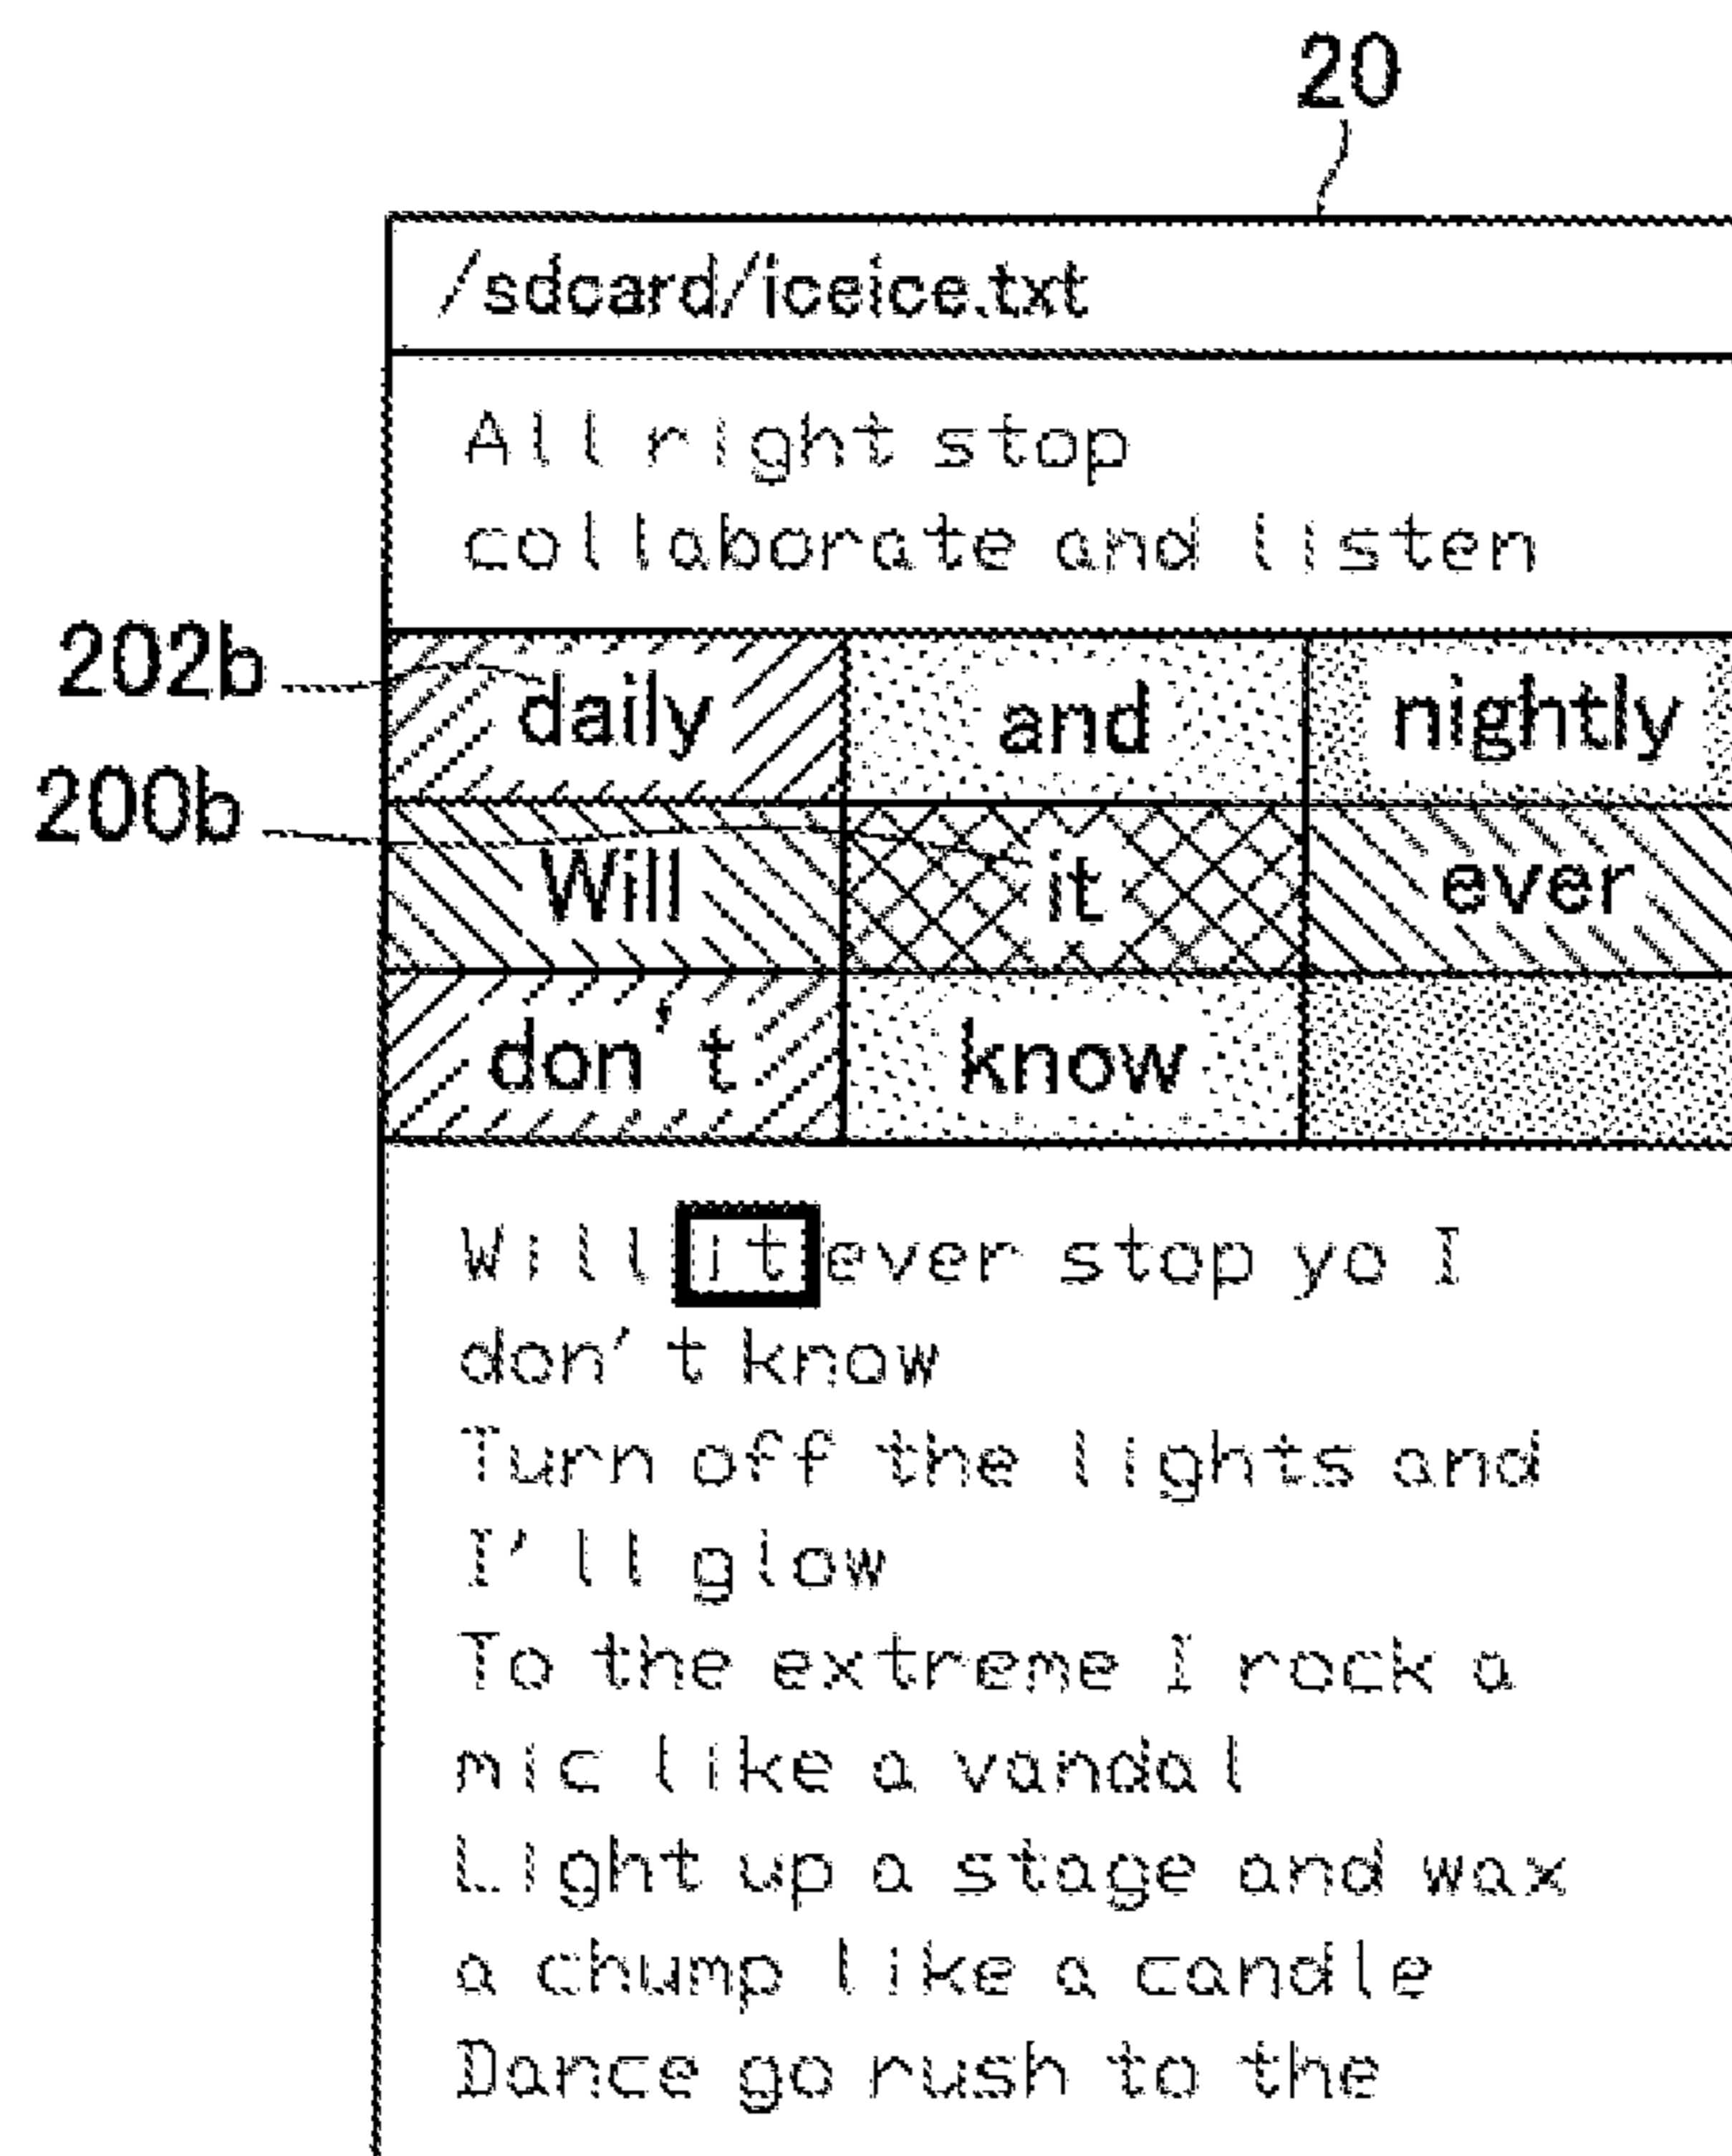 20
/sdcard/iceice.txt
All right stop
collaborate and listen
202b
daily and nightly
200b
Will it ever
don't know
Will it ever stop yo I
don't know
Turn off the lights and
I'll glow
To the extreme I rock a
mic like a vandal
Light up a stage and wax
a chump like a candle
Dance go rush to the